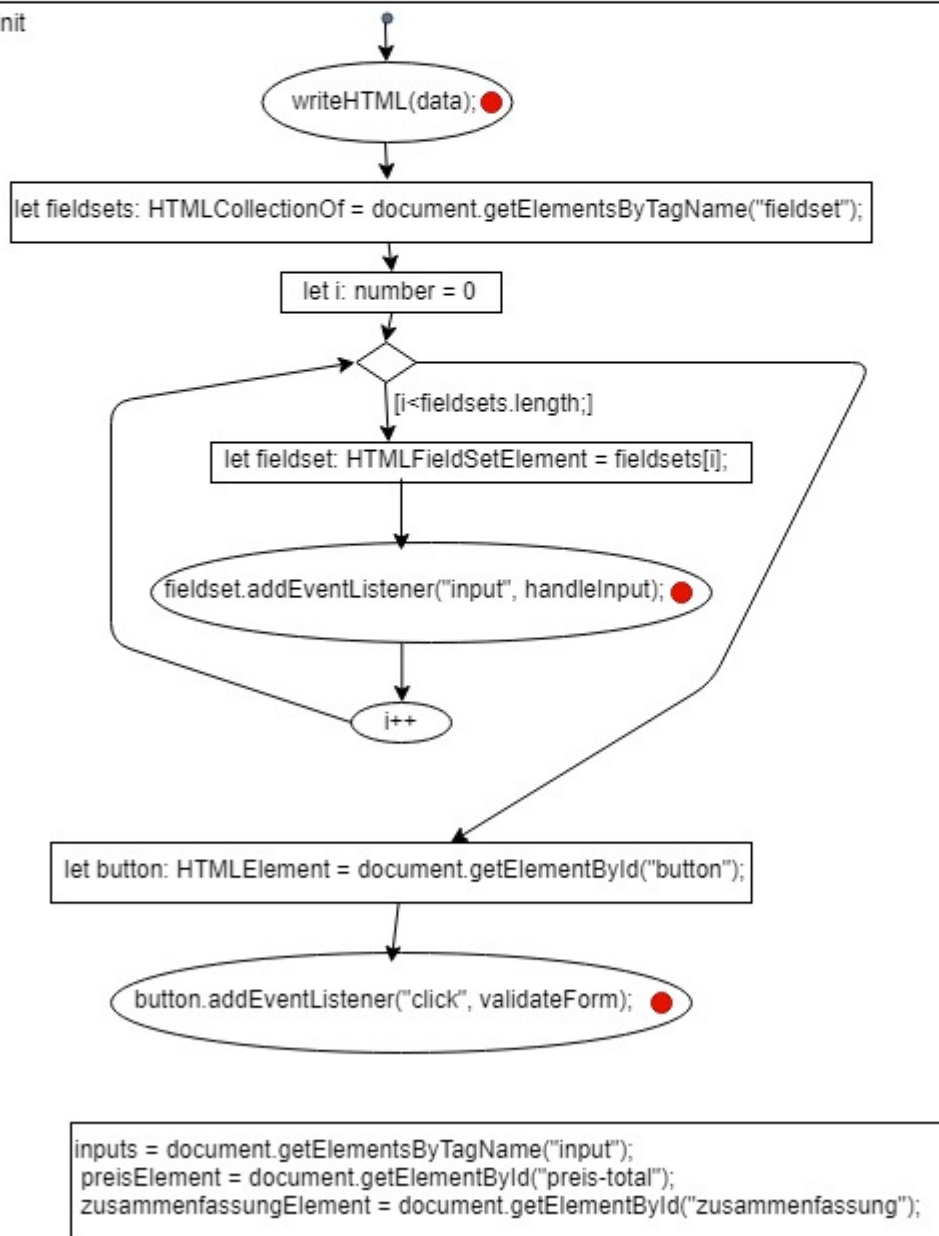 nit
writeHTML(data);
let fieldsets: HTMLCollectionOf = document.getElementsByTagName("fieldset");
let i: number = 0
[i<fieldsets.length;]
let fieldset: HTMLFieldSetElement = fieldsets[i];
fieldset.addEventListener("input", handleInput);
i++
let button: HTMLElement = document.getElementById("button");
button.addEventListener("click", validateForm);
inputs = document.getElementsByTagName("input");
preisElement = document.getElementById("preis-total");
zusammenfassungElement = document.getElementById("zusammenfassung");